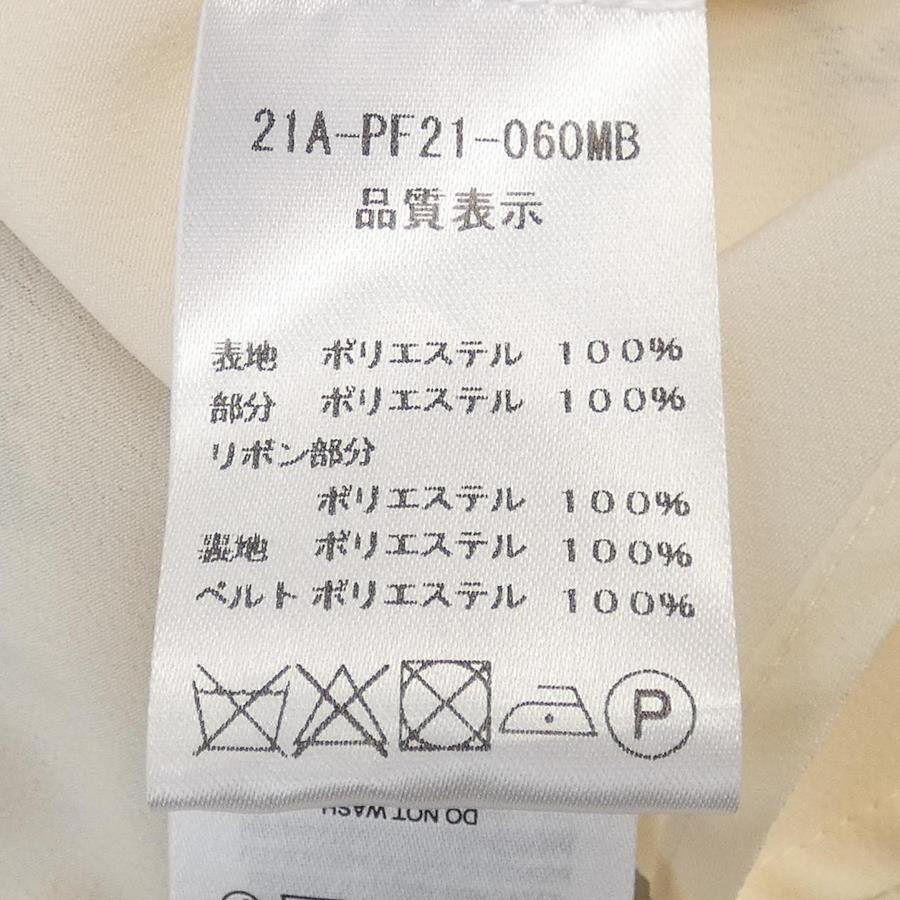 21A-PF21-060MB
品質表示
表地 ポリエステル 100%
部分 ポリエステル 100%
リボン部分
ポリエステル 100%
裏地 ポリエステル 100%
ベルト ポリエステル 100%
P
DO NOT WASH